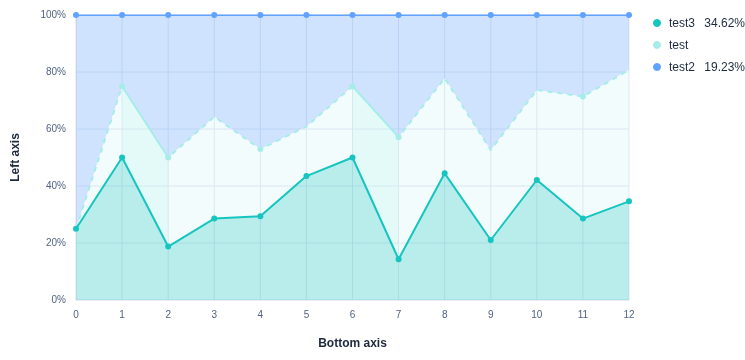 100%
80%
60%
40%
20%
0%
Left axis
0 1 2 3 4 5 6 7 8 9 10 11 12
Bottom axis
test3 34.62%
test
test2 19.23%